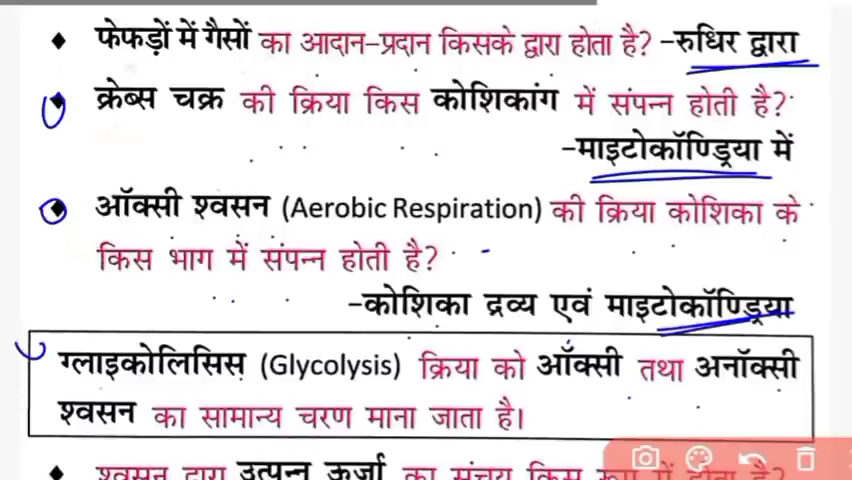 ♦ फेफड़ों में गैसों का आदान-प्रदान किसके द्वारा होता है? -रुधिर द्वारा
♦ क्रेब्स चक्र की क्रिया किस कोशिकांग में संपन्न होती है?
-माइटोकॉण्ड्रिया में
♦ ऑक्सी श्वसन (Aerobic Respiration) की क्रिया कोशिका के
किस भाग में संपन्न होती है?
-कोशिका द्रव्य एवं माइटोकॉण्ड्रिया
ग्लाइकोलिसिस (Glycolysis) क्रिया को ऑक्सी तथा अनॉक्सी
श्वसन का सामान्य चरण माना जाता है।
♦ श्वसन द्वारा उत्पन्न ऊर्जा का संचय किस रूप में होता है?